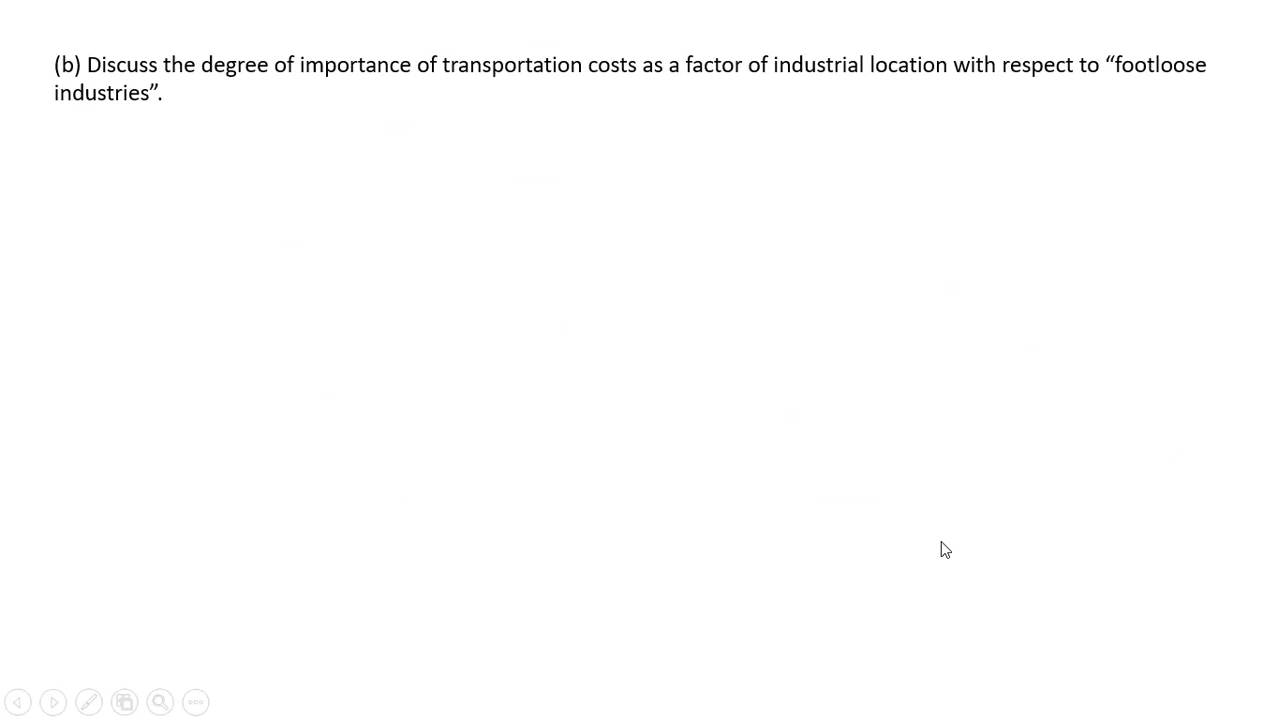 (b) Discuss the degree of importance of transportation costs as a factor of industrial location with respect to “footloose
industries”.